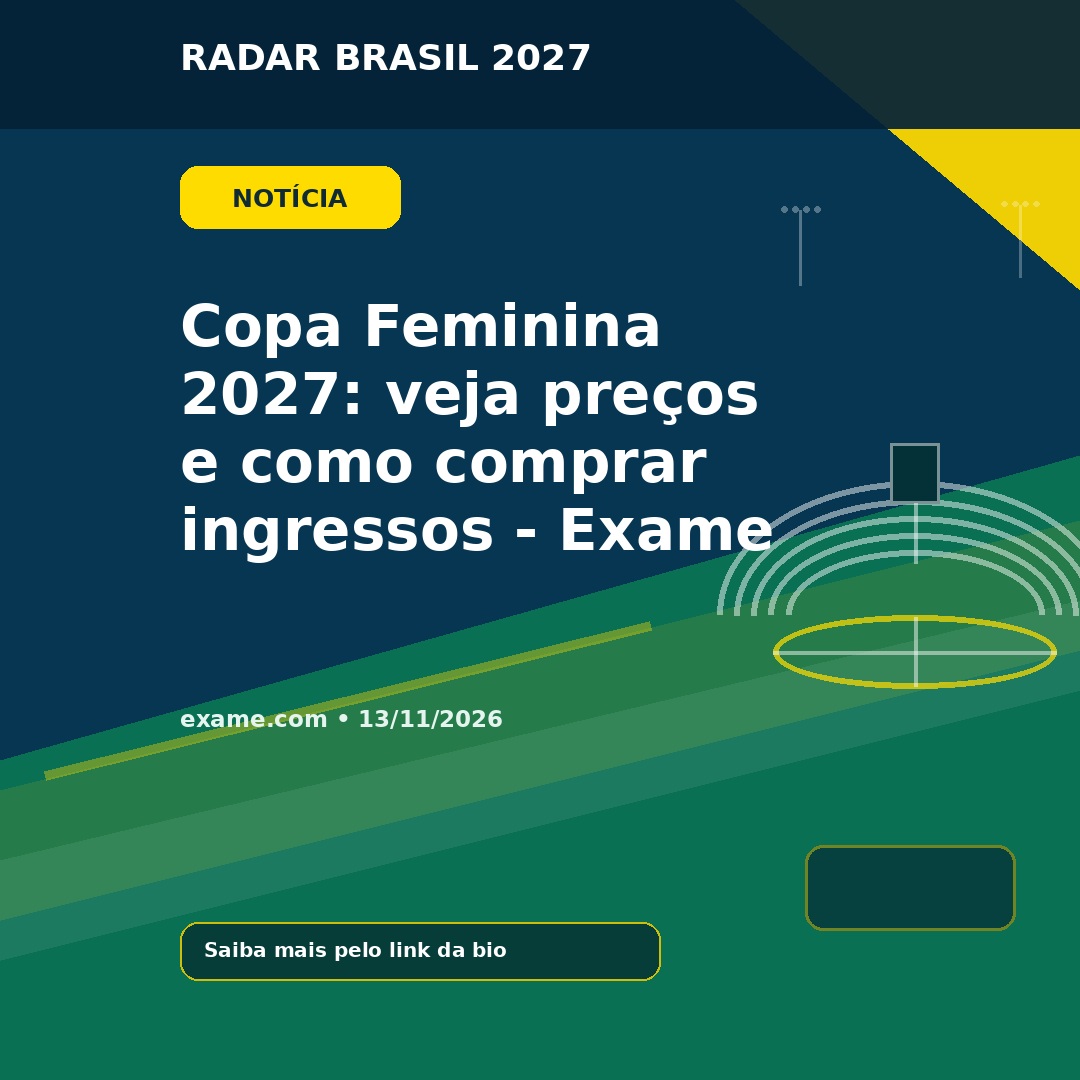 RADAR BRASIL 2027
NOTÍCIA
Copa Feminina
2027: veja preços
e como comprar
ingressos - Exame
exame.com • 13/11/2026
Saiba mais pelo link da bio